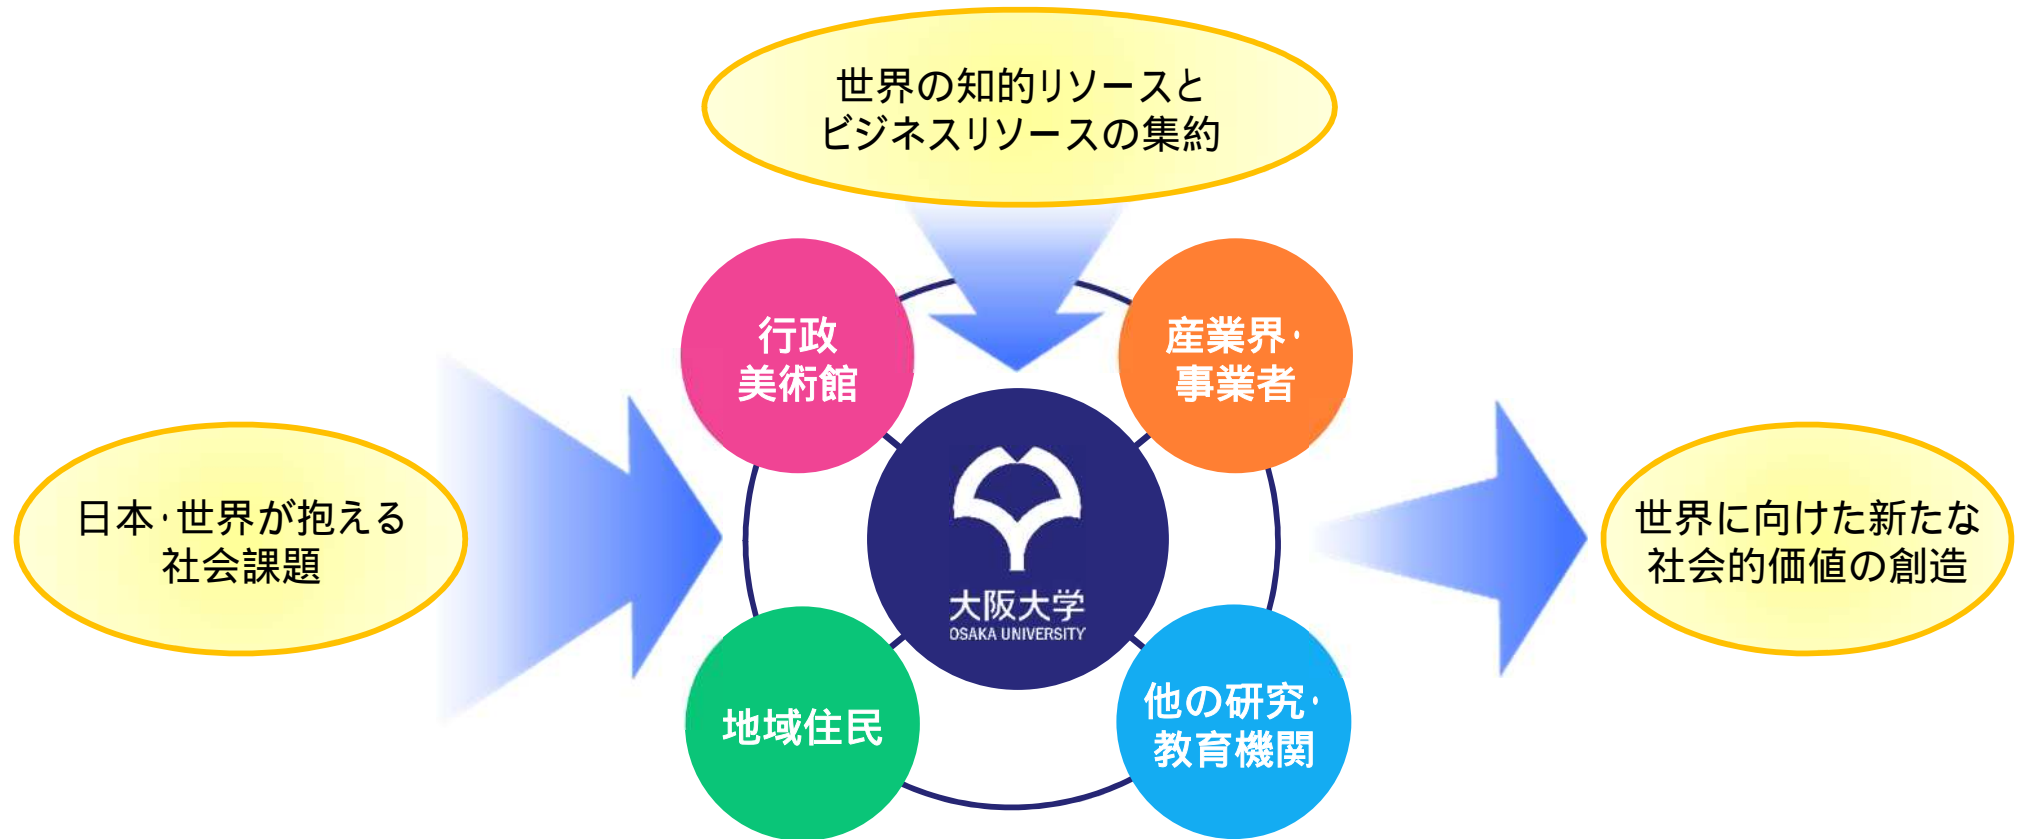 世界の知的リソースと
ビジネスリソースの集約
行政
美術館
産業界・
事業者
日本・世界が抱える
社会課題
大阪大学
OSAKA UNIVERSITY
世界に向けた新たな
社会的価値の創造
地域住民
他の研究・
教育機関